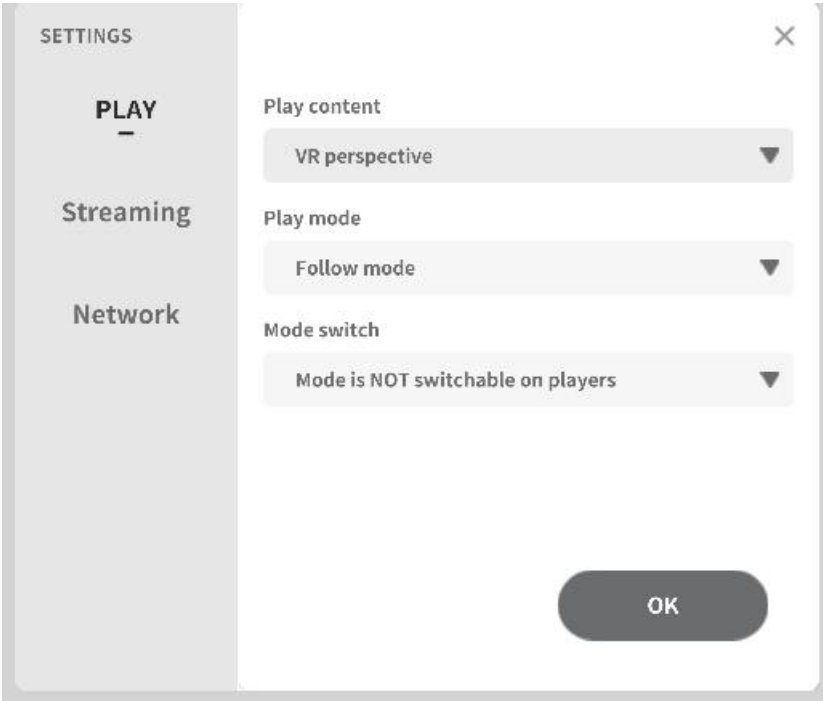 SETTINGS
PLAY
Streaming
Network
Play content
VR perspective
Play mode
Follow mode
Mode switch
Mode is NOT switchable on players
OK